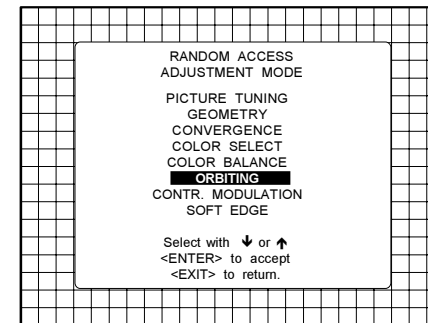 RANDOM ACCESS
ADJUSTMENT MODE
PICTURE TUNING
GEOMETRY
CONVERGENCE
COLOR SELECT
COLOR BALANCE
ORBITING
CONTR. MODULATION
SOFT EDGE
Select with ↓ or ↑
<ENTER> to accept
<EXIT> to return.